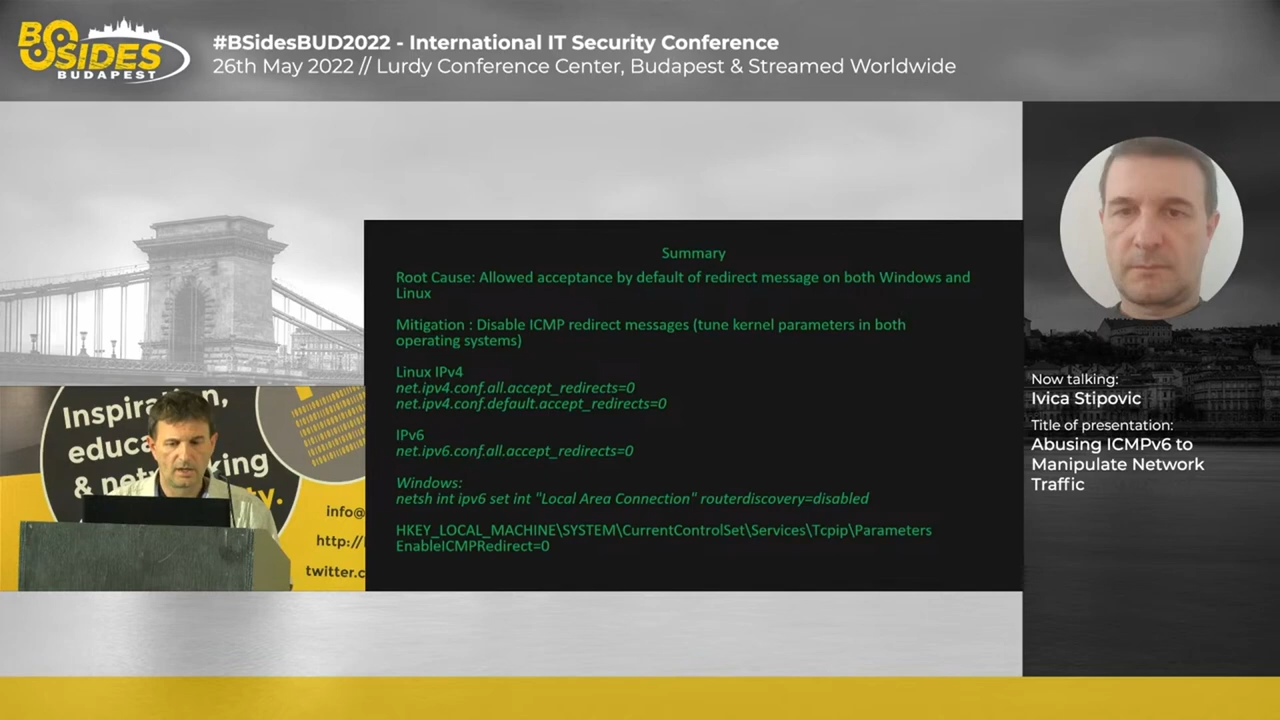 BSIDES
BUDAPEST
#BSidesBUD2022 - International IT Security Conference
26th May 2022 // Lurdy Conference Center, Budapest & Streamed Worldwide
Summary
Root Cause: Allowed acceptance by default of redirect message on both Windows and
Linux
Mitigation : Disable ICMP redirect messages (tune kernel parameters in both
operating systems)
Linux IPv4
net.ipv4.conf.all.accept_redirects=0
net.ipv4.conf.default.accept_redirects=0
IPv6
net.ipv6.conf.all.accept_redirects=0
Windows:
netsh int ipv6 set int "Local Area Connection" routerdiscovery=disabled
HKEY_LOCAL_MACHINE\SYSTEM\CurrentControlSet\Services\Tcpip\Parameters
EnableICMPRedirect=0
Now talking:
Ivica Stipovic
Title of presentation:
Abusing ICMPv6 to
Manipulate Network
Traffic
info@
http://
twitter.c